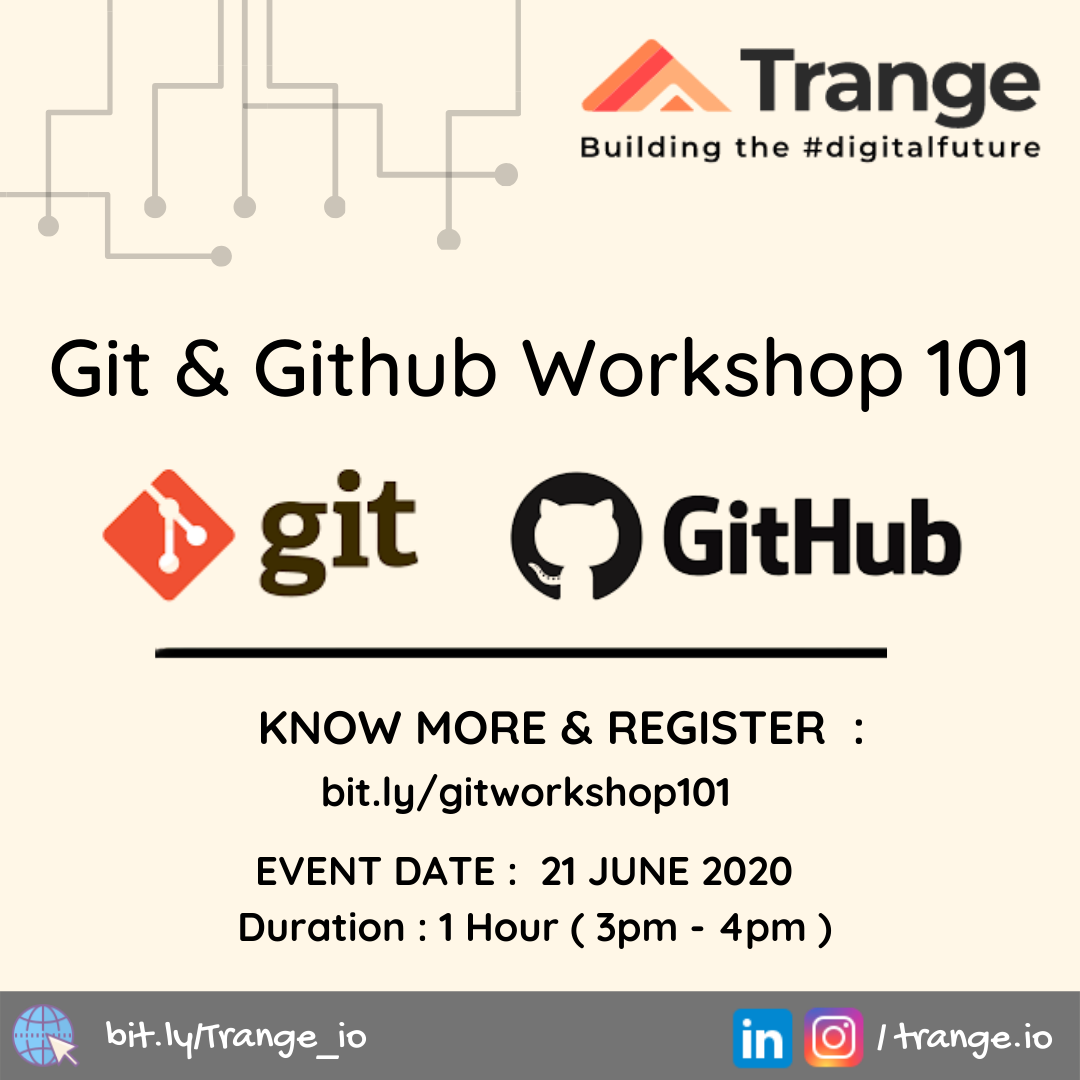 Trange
Building the #digitalfuture
Git & Github Workshop 101
git
GitHub
KNOW MORE & REGISTER :
bit.ly/gitworkshop101
EVENT DATE : 21 JUNE 2020
Duration : 1 Hour ( 3pm - 4pm )
bit.ly/Trange_io
in
/trange.io